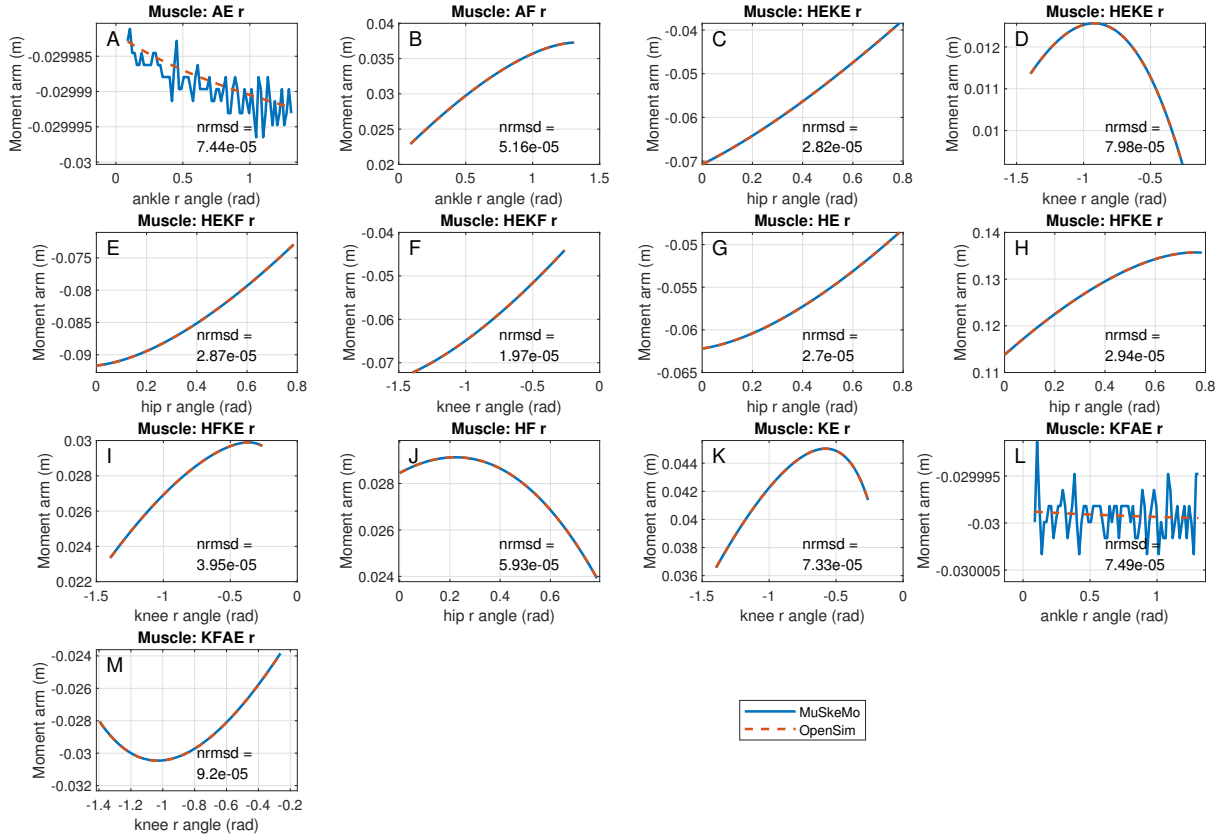 Muscle: AE r
A
-0.029985
-0.02999
-0.029995
-0.03
Moment arm (m)
nrmsd =
7.44e-05
0 0.5 1
ankle r angle (rad)
Muscle: AF r
B
0.04
0.035
0.03
0.025
0.02
Moment arm (m)
nrmsd =
5.16e-05
0 0.5 1 1.5
ankle r angle (rad)
Muscle: HEKE r
C
-0.04
-0.05
-0.06
-0.07
Moment arm (m)
nrmsd =
2.82e-05
0 0.2 0.4 0.6 0.8
hip r angle (rad)
Muscle: HEKE r
D
0.012
0.011
0.01
Moment arm (m)
nrmsd =
7.98e-05
-1.5 -1 -0.5
knee r angle (rad)
Muscle: HEKF r
E
-0.075
-0.08
-0.085
-0.09
Moment arm (m)
nrmsd =
2.87e-05
0 0.2 0.4 0.6 0.8
hip r angle (rad)
Muscle: HEKF r
F
-0.04
-0.05
-0.06
-0.07
Moment arm (m)
nrmsd =
1.97e-05
-1.5 -1 -0.5 0
knee r angle (rad)
Muscle: HE r
G
-0.05
-0.055
-0.06
-0.065
Moment arm (m)
nrmsd =
2.7e-05
0 0.2 0.4 0.6 0.8
hip r angle (rad)
Muscle: HFKE r
H
0.14
0.13
0.12
0.11
Moment arm (m)
nrmsd =
2.94e-05
0 0.2 0.4 0.6 0.8
hip r angle (rad)
Muscle: HFKE r
I
0.03
0.028
0.026
0.024
0.022
Moment arm (m)
nrmsd =
3.95e-05
-1.5 -1 -0.5 0
knee r angle (rad)
Muscle: HF r
J
0.028
0.026
0.024
Moment arm (m)
nrmsd =
5.93e-05
0 0.2 0.4 0.6
hip r angle (rad)
Muscle: KE r
K
0.044
0.042
0.04
0.038
0.036
Moment arm (m)
nrmsd =
7.33e-05
-1.5 -1 -0.5 0
knee r angle (rad)
Muscle: KFAE r
L
-0.029995
-0.03
-0.030005
Moment arm (m)
nrmsd =
7.49e-05
0 0.5 1
ankle r angle (rad)
Muscle: KFAE r
M
-0.024
-0.026
-0.028
-0.03
-0.032
Moment arm (m)
nrmsd =
9.2e-05
-1.4 -1.2 -1 -0.8 -0.6 -0.4 -0.2
knee r angle (rad)
MuSkeMo
OpenSim